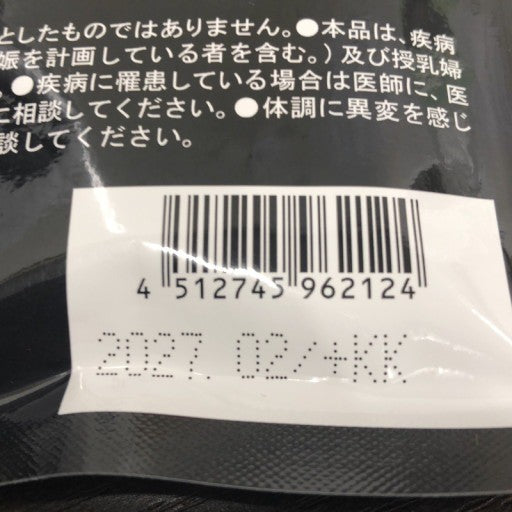 としたものではありません。●本品は、疾病
娠を計画している者を含む。)及び授乳婦
。●疾病に罹患している場合は医師に、医
に相談してください。●体調に異変を感じ
談してください。
4 512745 962124
2027. 02/+KK